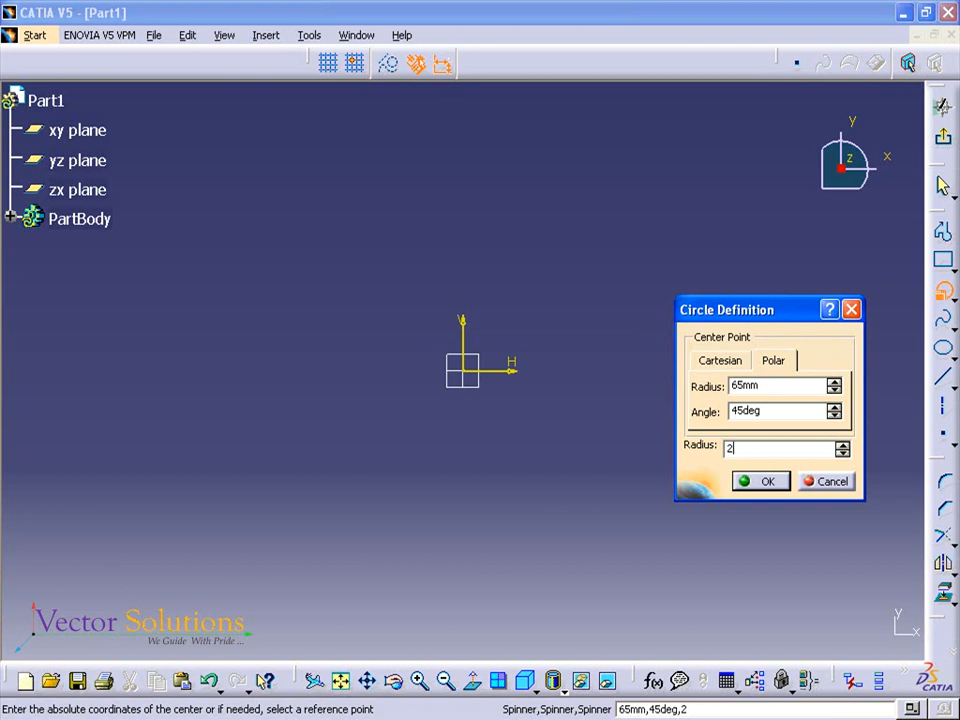 CATIA V5 - [Part1]
Start ENOVIA V5 VPM File Edit View Insert Tools Window Help
Part1
xy plane
yz plane
zx plane
PartBody
y
x
z
V
H
Circle Definition
Center Point
Cartesian Polar
Radius: 65mm
Angle: 45deg
Radius: 2
OK Cancel
Vector Solutions
We Guide With Pride ...
y
x
f(x)
DS
CATIA
Enter the absolute coordinates of the center or if needed, select a reference point Spinner,Spinner,Spinner 65mm,45deg,2